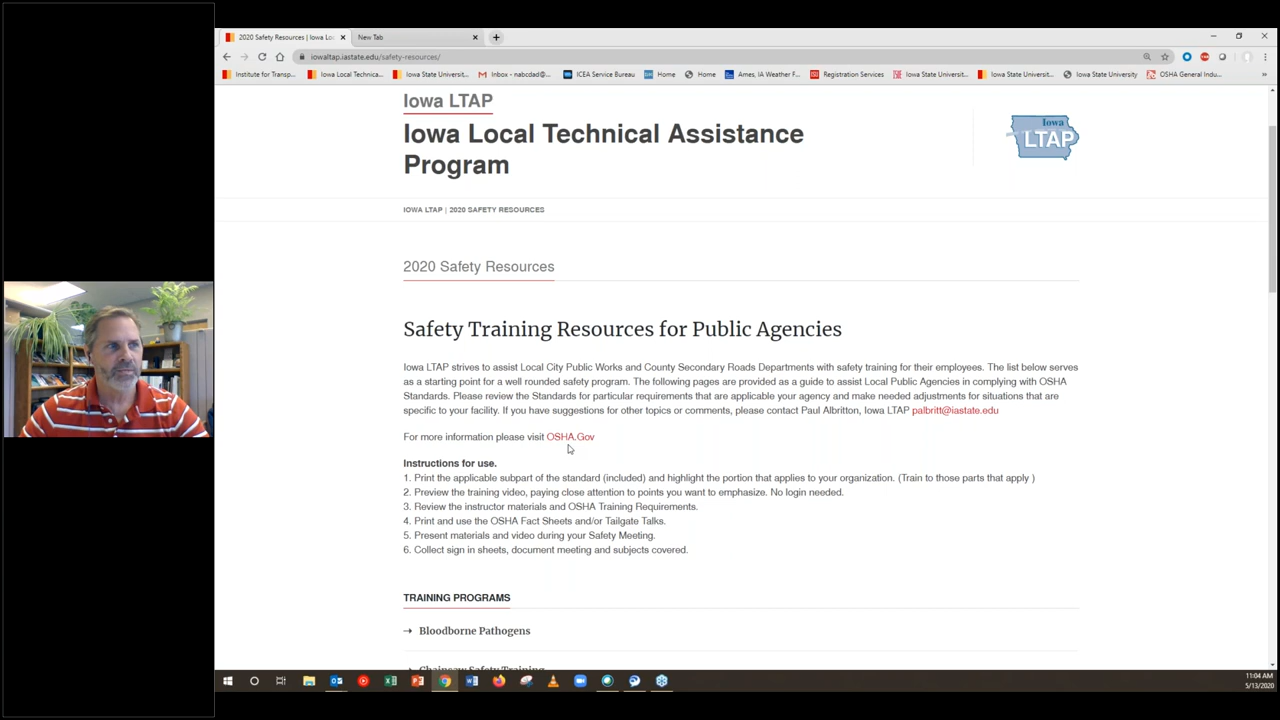 2020 Safety Resources | Iowa Loc
New Tab
iowaltap.iastate.edu/safety-resources/
Institute for Transp...
Iowa Local Technica...
Iowa State Universit...
Inbox - nabcdad@...
ICEA Service Bureau
Home
Home
Ames, IA Weather F...
Registration Services
Iowa State Universit...
Iowa State Universit...
Iowa State University
OSHA General Indu...
Iowa LTAP
Iowa Local Technical Assistance
Program
Iowa
LTAP
IOWA LTAP | 2020 SAFETY RESOURCES
2020 Safety Resources
Safety Training Resources for Public Agencies
Iowa LTAP strives to assist Local City Public Works and County Secondary Roads Departments with safety training for their employees. The list below serves
as a starting point for a well rounded safety program. The following pages are provided as a guide to assist Local Public Agencies in complying with OSHA
Standards. Please review the Standards for particular requirements that are applicable your agency and make needed adjustments for situations that are
specific to your facility. If you have suggestions for other topics or comments, please contact Paul Albritton, Iowa LTAP palbritt@iastate.edu
For more information please visit OSHA.Gov
Instructions for use.
1. Print the applicable subpart of the standard (included) and highlight the portion that applies to your organization. (Train to those parts that apply )
2. Preview the training video, paying close attention to points you want to emphasize. No login needed.
3. Review the instructor materials and OSHA Training Requirements.
4. Print and use the OSHA Fact Sheets and/or Tailgate Talks.
5. Present materials and video during your Safety Meeting.
6. Collect sign in sheets, document meeting and subjects covered.
TRAINING PROGRAMS
Bloodborne Pathogens
Chainsaw Safety Training
11:04 AM
5/13/2020